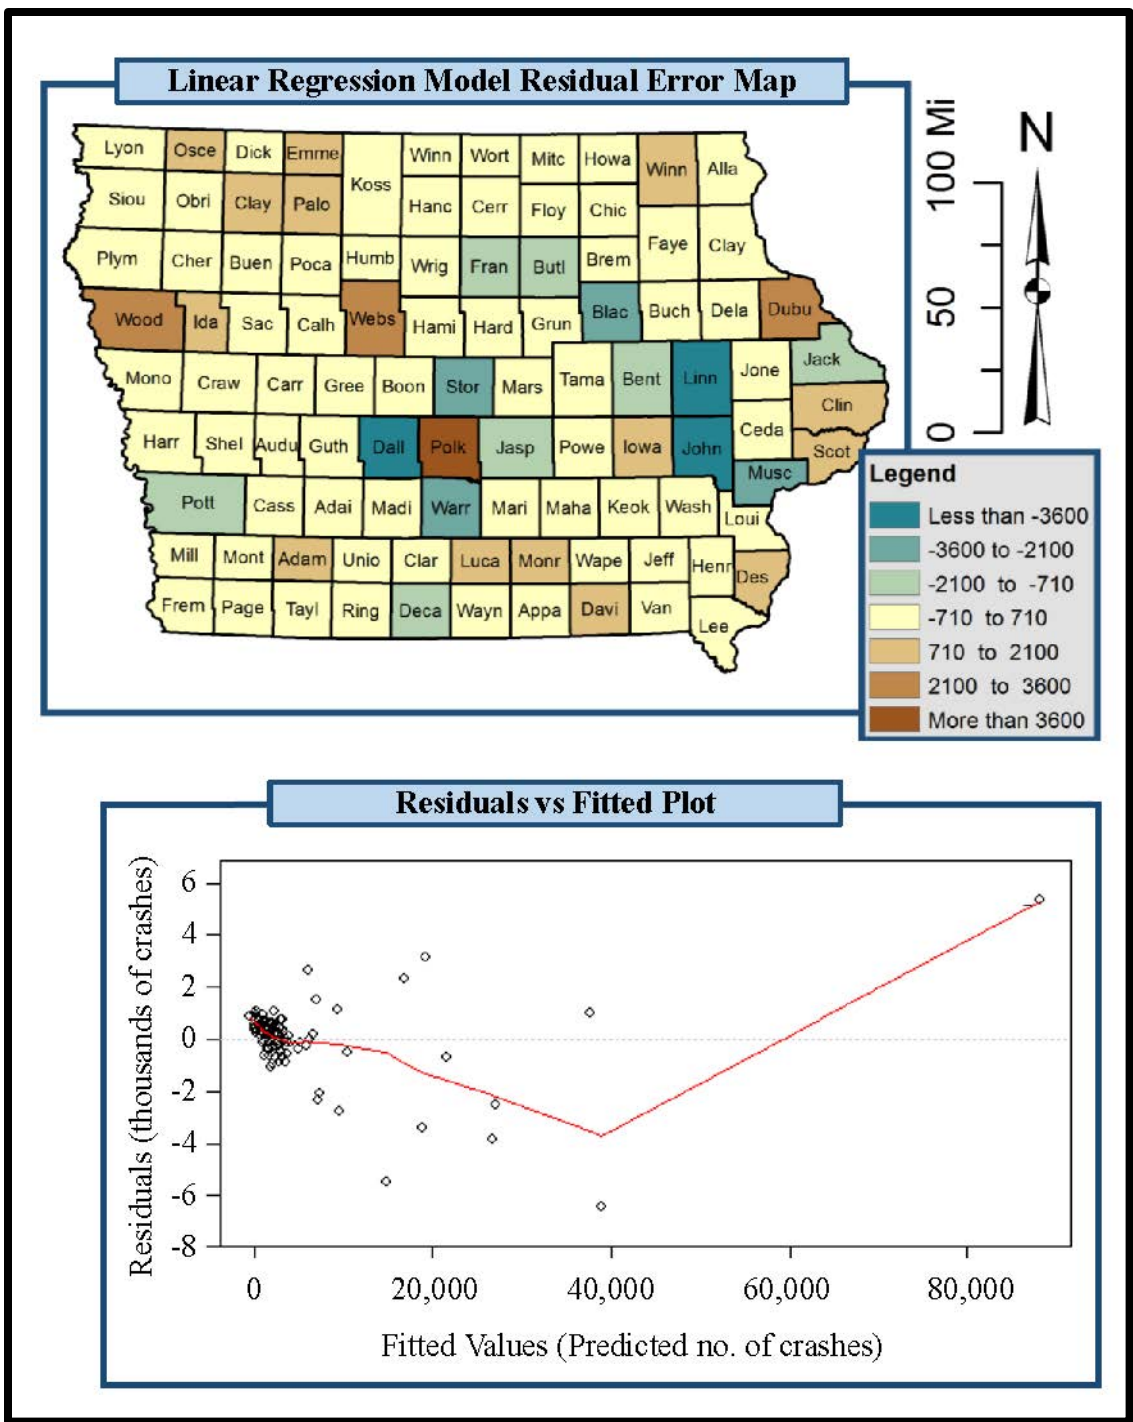 Linear Regression Model Residual Error Map
Lyon Osce Dick Emme Koss Winn Wort Mitc Howa Winn Alla
Siou Obri Clay Palo Hanc Cerr Floy Chic
Plym Cher Buen Poca Humb Wrig Fran Butl Brem Faye Clay
Wood Ida Sac Calh Webs Hami Hard Grun Blac Buch Dela Dubu
Mono Craw Carr Gree Boon Stor Mars Tama Bent Linn Jone Jack
Clin
Harr Shel Audu Guth Dall Polk Jasp Powe Iowa John Ceda Scot
Pott Cass Adai Madi Warr Mari Maha Keok Wash Musc
Loui
Mill Mont Adam Unio Clar Luca Monr Wape Jeff Henr Des
Frem Page Tayl Ring Deca Wayn Appa Davi Van Lee
N
100 Mi
50
0
Legend
Less than -3600
-3600 to -2100
-2100 to -710
-710 to 710
710 to 2100
2100 to 3600
More than 3600
Residuals vs Fitted Plot
Residuals (thousands of crashes)
6
4
2
0
-2
-4
-6
-8
0 20,000 40,000 60,000 80,000
Fitted Values (Predicted no. of crashes)